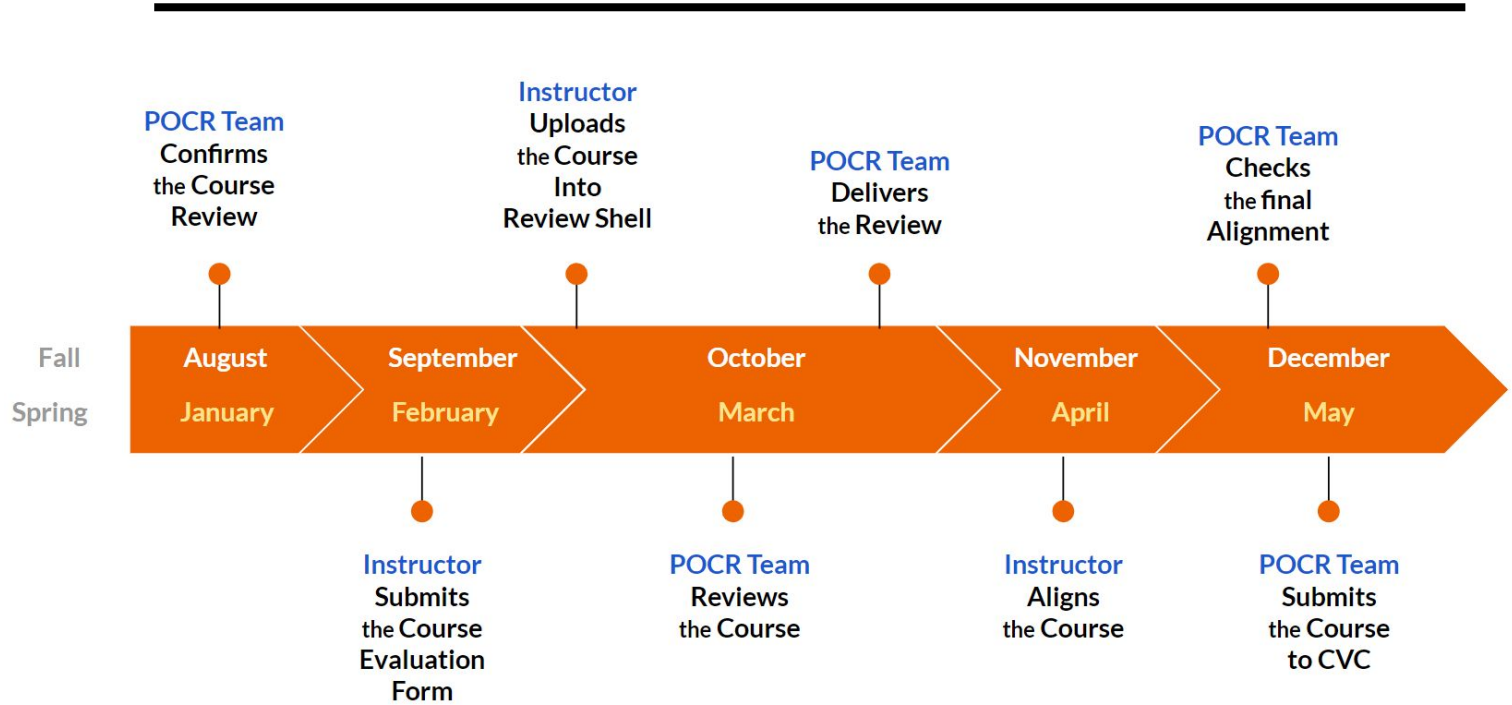 POCR Team
Confirms
the Course
Review
Instructor
Uploads
the Course
Into
Review Shell
POCR Team
Delivers
the Review
POCR Team
Checks
the final
Alignment
Fall
August
September
October
November
December
Spring
January
February
March
April
May
Instructor
Submits
the Course
Evaluation
Form
POCR Team
Reviews
the Course
Instructor
Aligns
the Course
POCR Team
Submits
the Course
to CVC